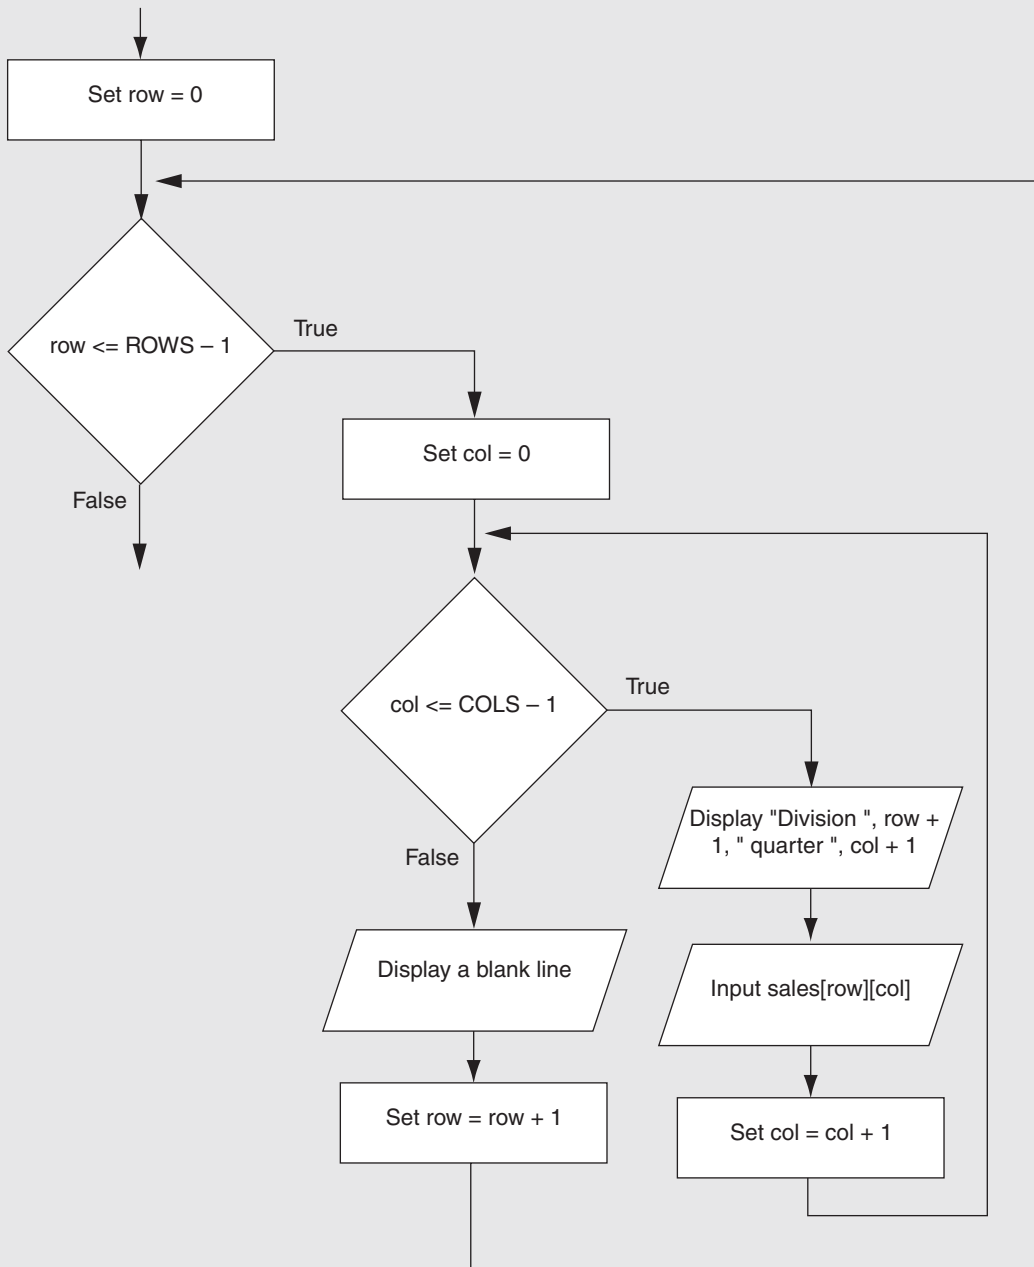 Set row = 0
row <= ROWS – 1
True
False
Set col = 0
col <= COLS – 1
True
False
Display "Division ", row +
1, " quarter ", col + 1
Display a blank line
Input sales[row][col]
Set row = row + 1
Set col = col + 1